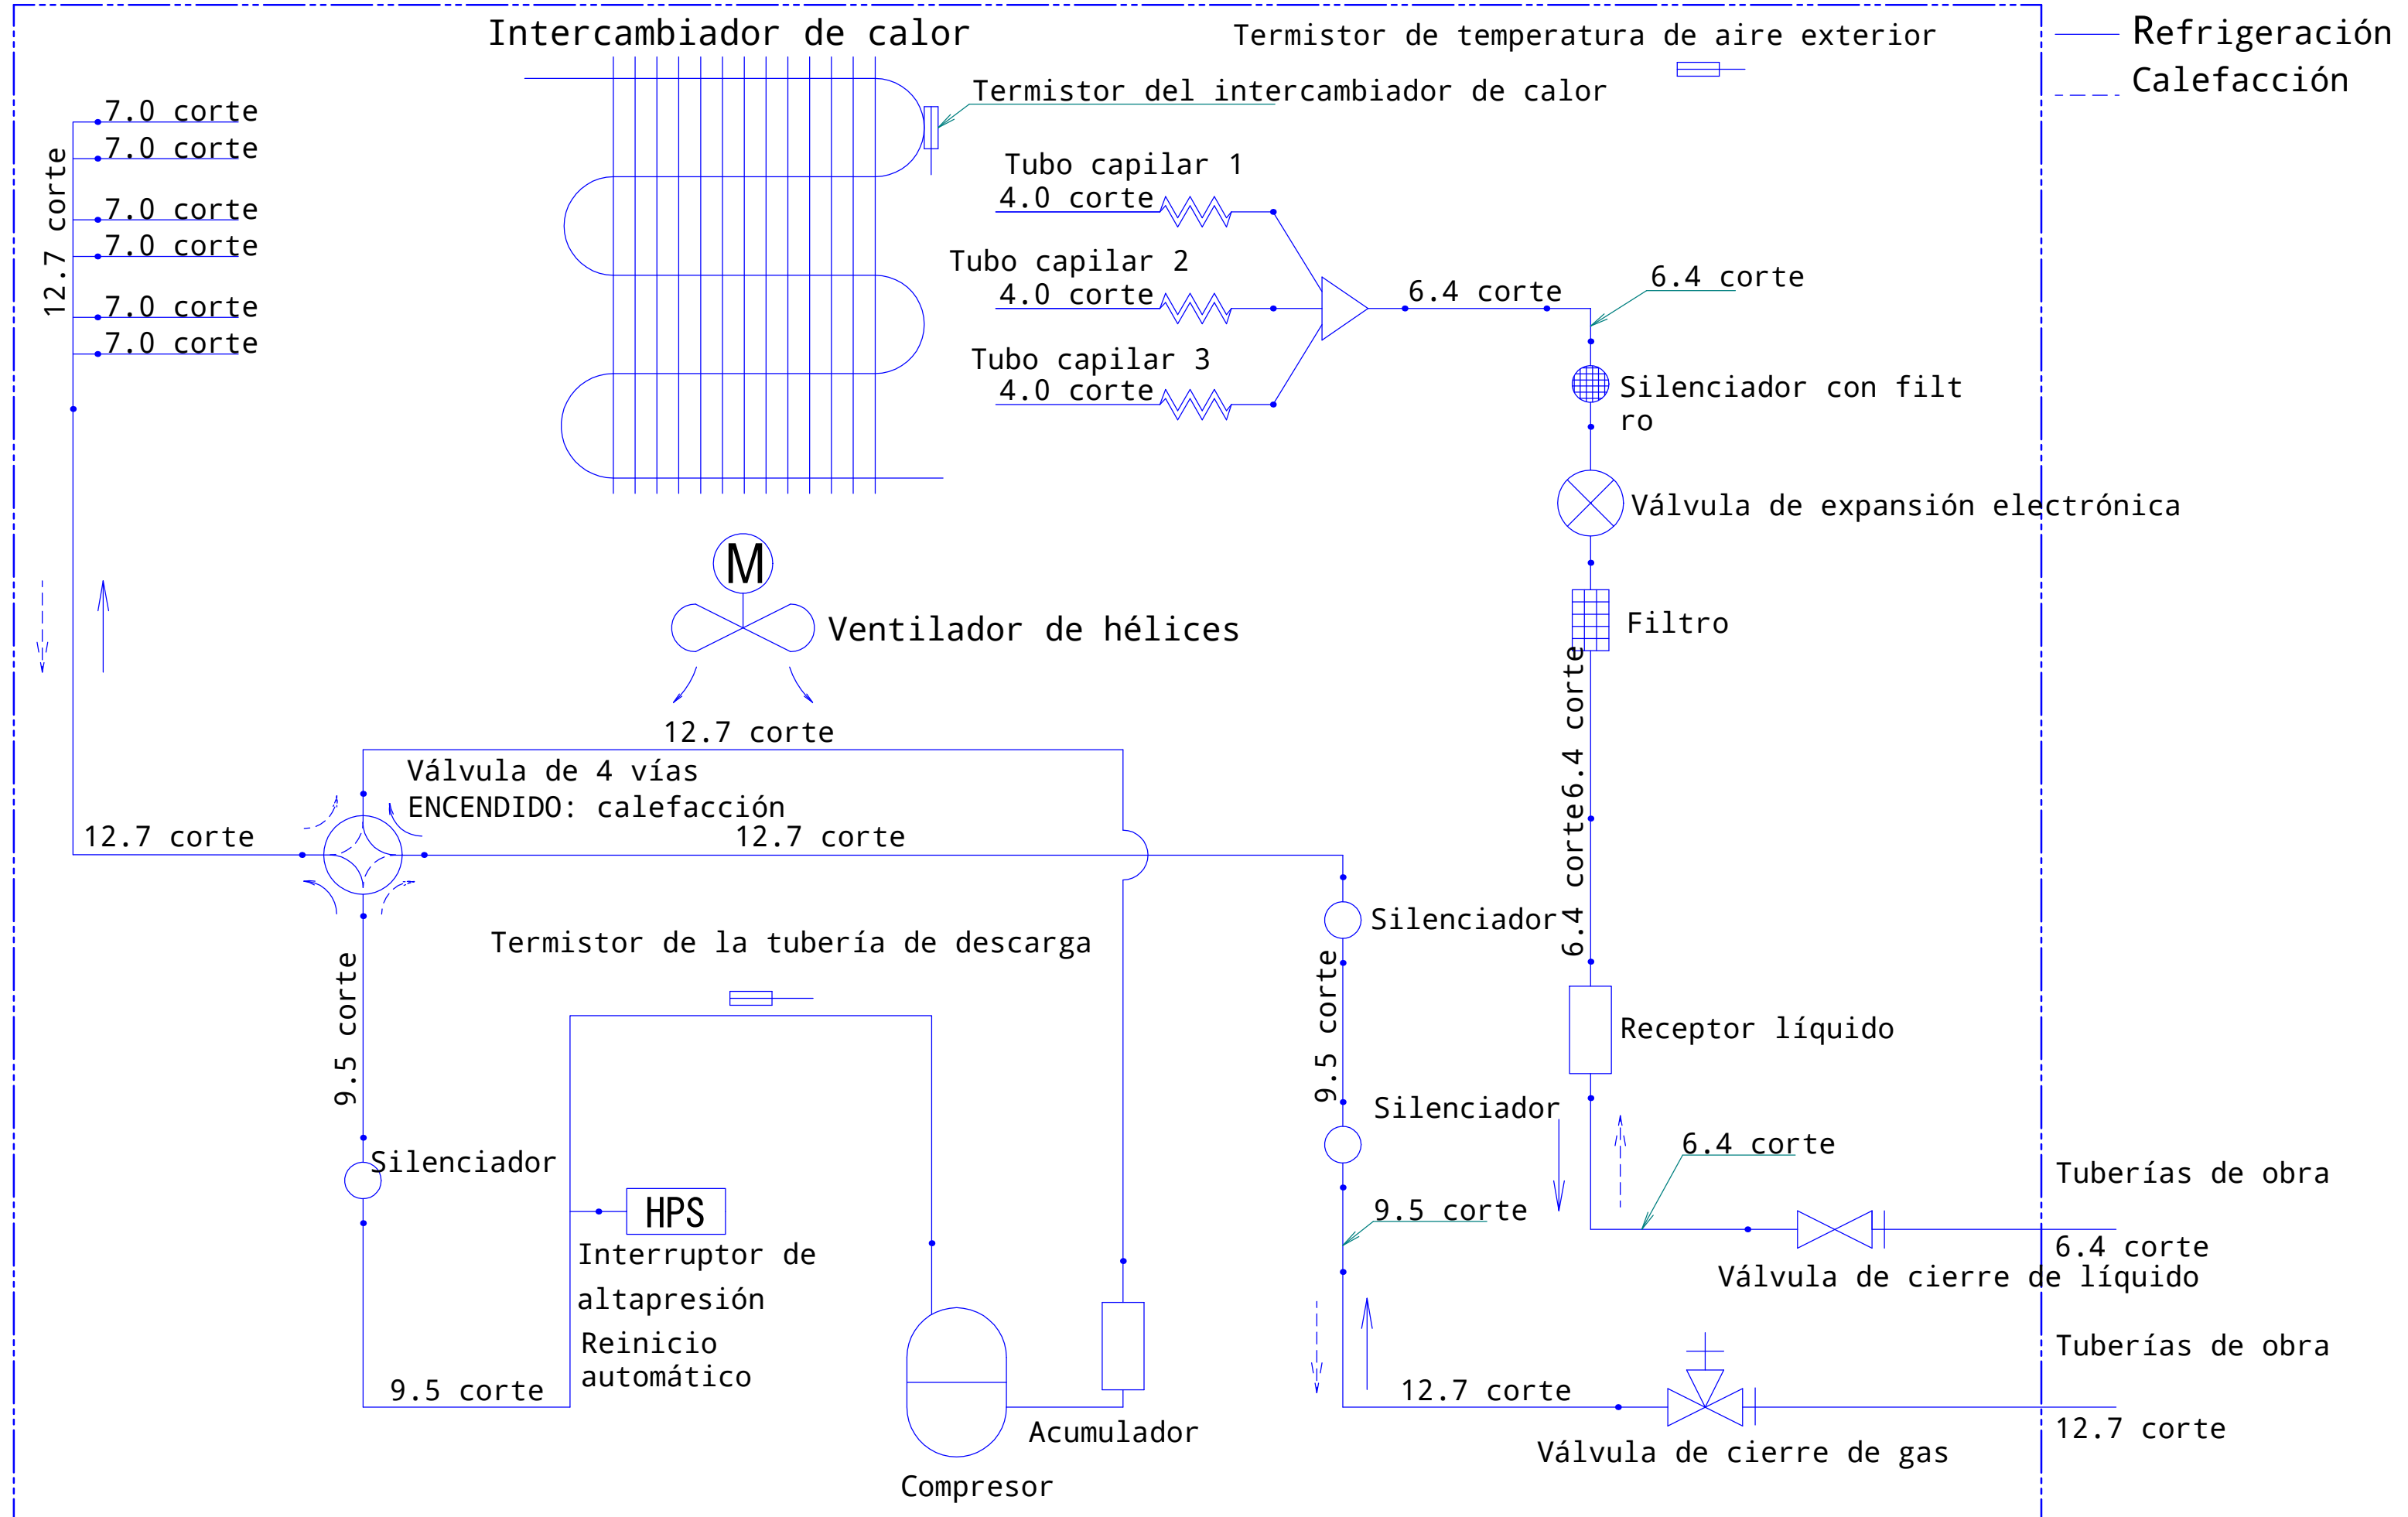 Intercambiador de calor
Termistor de temperatura de aire exterior
Refrigeración
Calefacción
Termistor del intercambiador de calor
7.0 corte
7.0 corte
7.0 corte
7.0 corte
7.0 corte
7.0 corte
12.7 corte
Tubo capilar 1
4.0 corte
Tubo capilar 2
4.0 corte
Tubo capilar 3
4.0 corte
6.4 corte
6.4 corte
Silenciador con filt
ro
Válvula de expansión electrónica
Filtro
M
Ventilador de hélices
6.4 corte
6.4 corte
12.7 corte
Válvula de 4 vías
ENCENDIDO: calefacción
12.7 corte
12.7 corte
Silenciador
Termistor de la tubería de descarga
9.5 corte
9.5 corte
Receptor líquido
Silenciador
Silenciador
6.4 corte
Tuberías de obra
HPS
9.5 corte
Interruptor de
altapresión
Reinicio
automático
6.4 corte
Válvula de cierre de líquido
Tuberías de obra
9.5 corte
12.7 corte
12.7 corte
Acumulador
Válvula de cierre de gas
Compresor